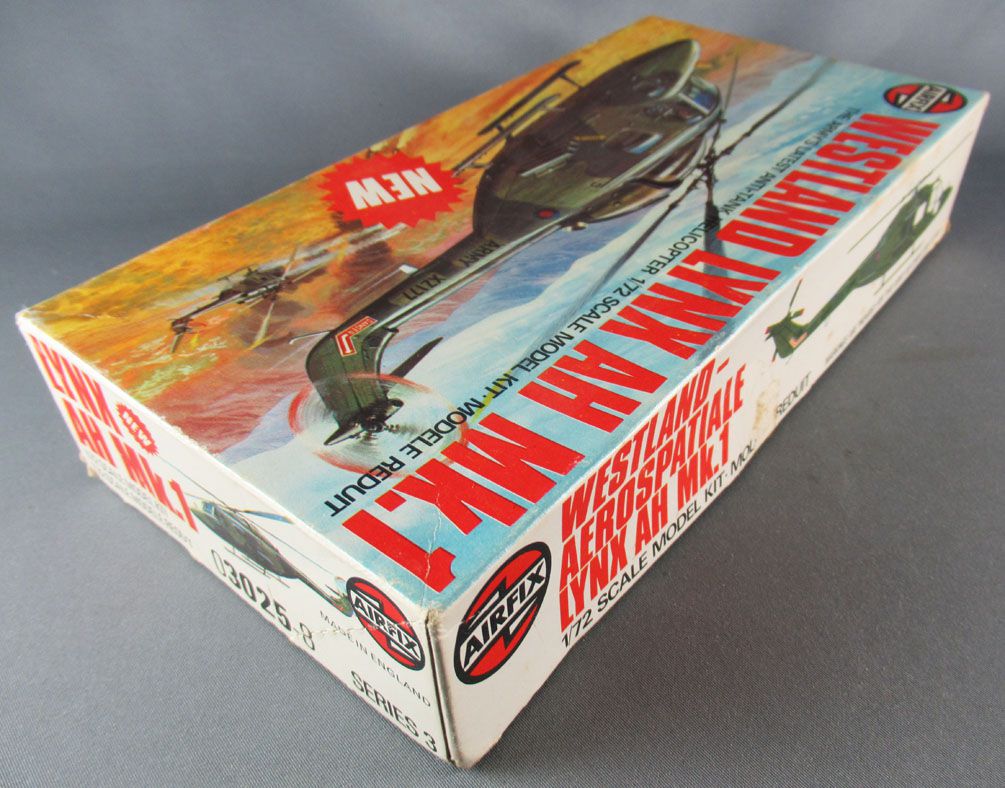 AIRFIX
WESTLAND LYNX AH MK.1
THE ARMY'S LATEST ANTI-TANK HELICOPTER 1/72 SCALE MODEL KIT·MODELE REDUIT
NEW
ARMY
XZ171
LYNX
AH MK.1
NEW
03025-8
MADE IN ENGLAND
SERIES 3
AIRFIX
AIRFIX
WESTLAND-
AEROSPATIALE
LYNX AH MK.1
1/72 SCALE MODEL KIT·MODELE REDUIT